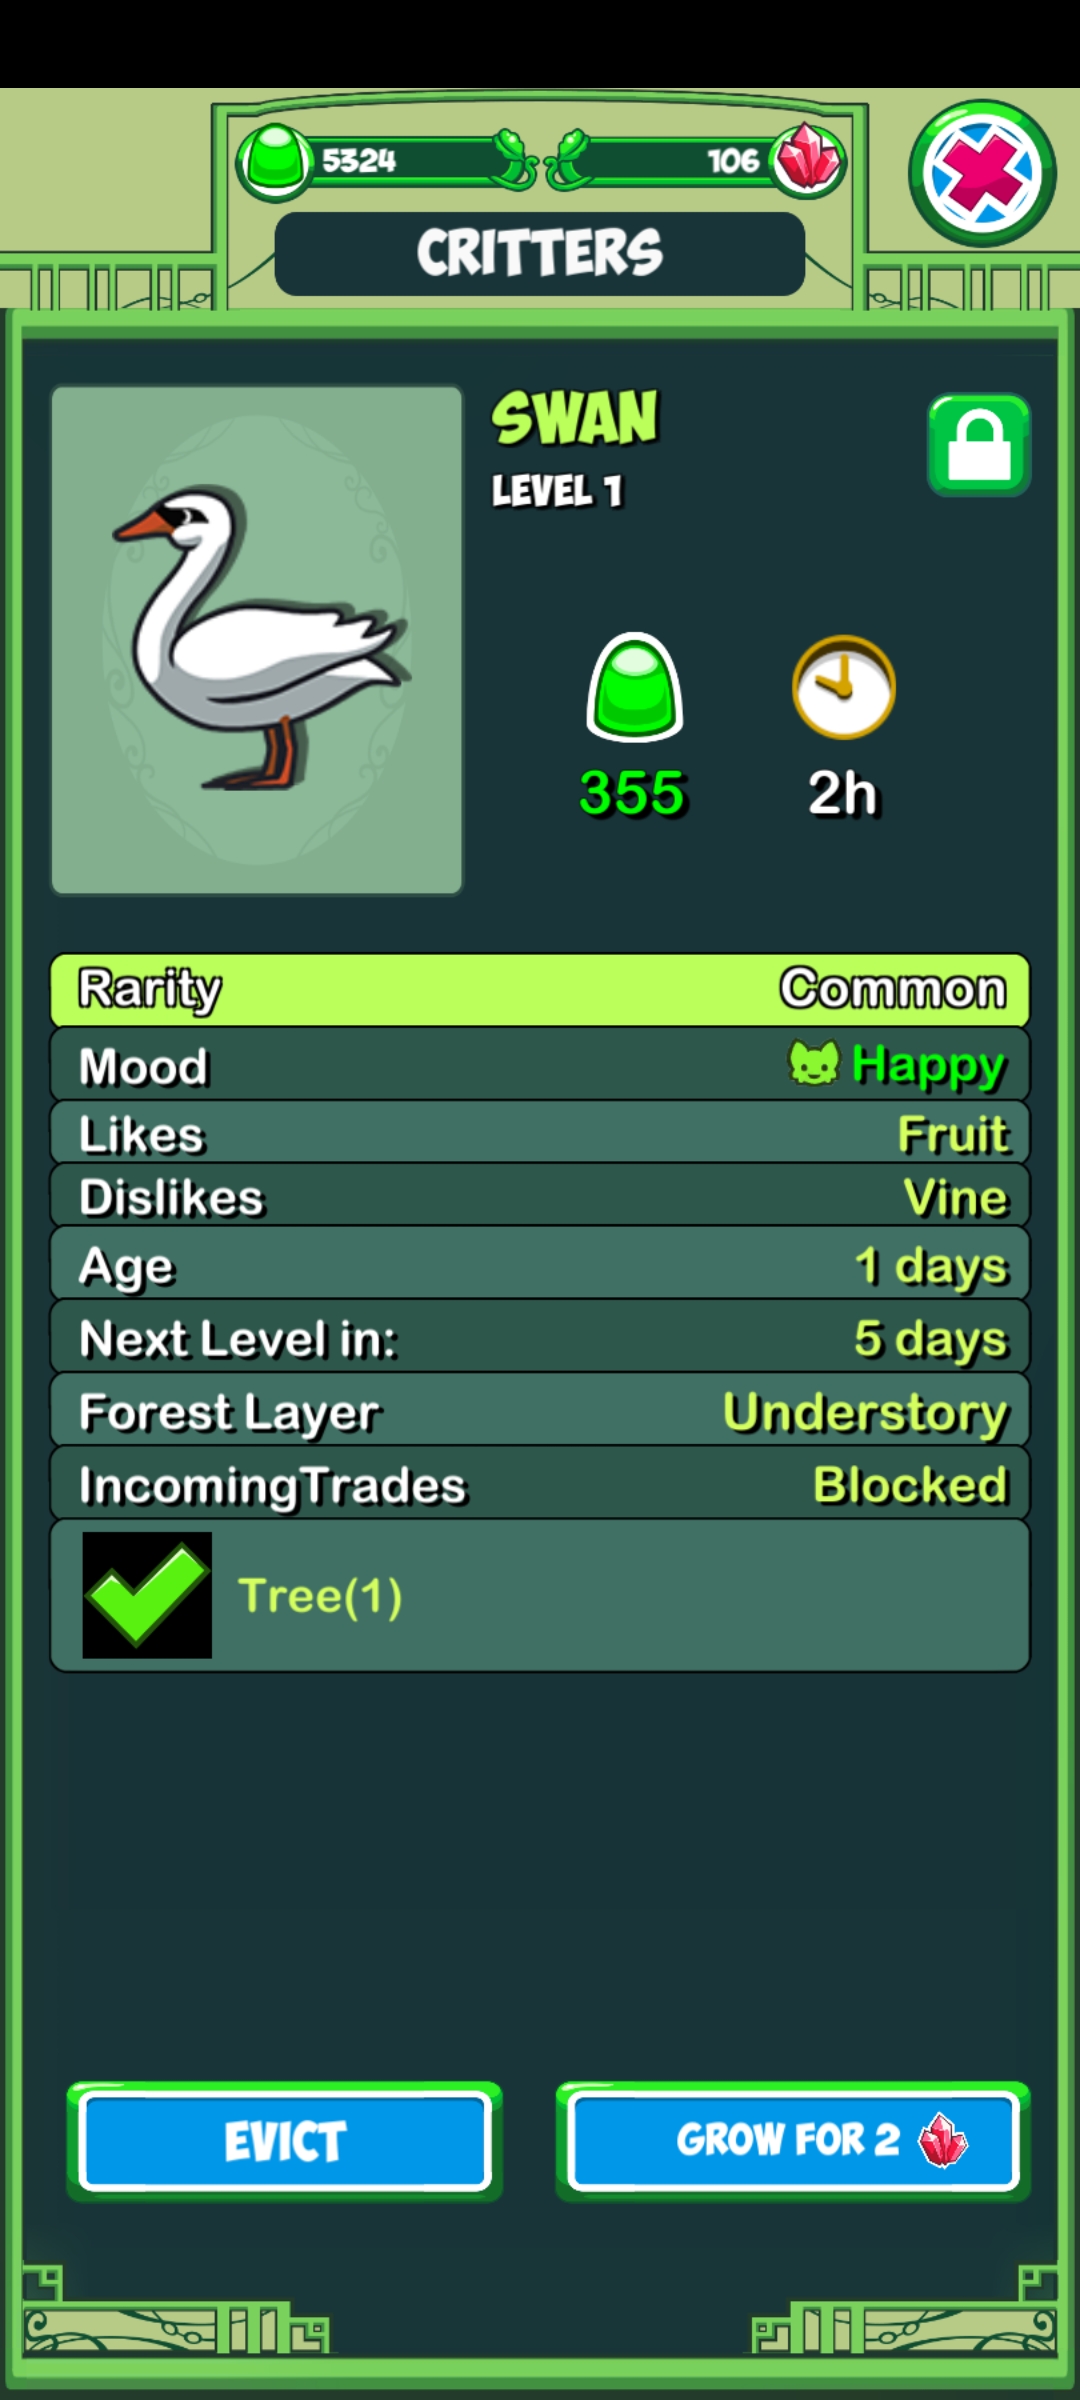 5324
106
CRITTERS
SWAN
LEVEL 1
355
2h
Rarity Common
Mood Happy
Likes Fruit
Dislikes Vine
Age 1 days
Next Level in: 5 days
Forest Layer Understory
IncomingTrades Blocked
Tree(1)
EVICT
GROW FOR 2